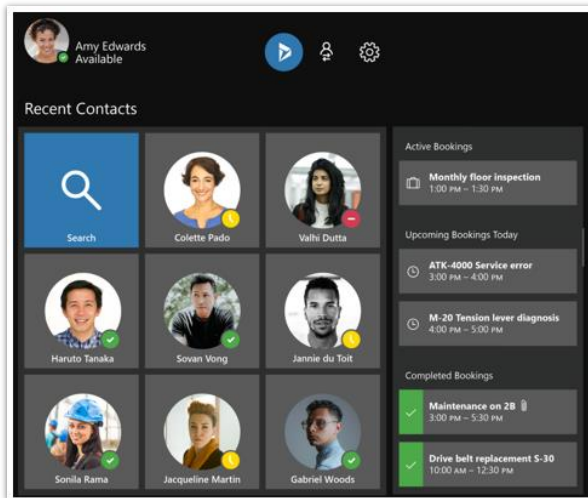 Amy Edwards
Available
Recent Contacts
Search
Colette Pado
Valhi Dutta
Haruto Tanaka
Sovan Vong
Jannie du Toit
Sonila Rama
Jacqueline Martin
Gabriel Woods
Active Bookings
Monthly floor inspection
1:00 PM – 1:30 PM
Upcoming Bookings Today
ATK-4000 Service error
3:00 PM – 4:00 PM
M-20 Tension lever diagnosis
4:00 PM – 5:00 PM
Completed Bookings
Maintenance on 2B
3:00 PM – 5:30 PM
Drive belt replacement S-30
10:00 AM – 12:30 PM